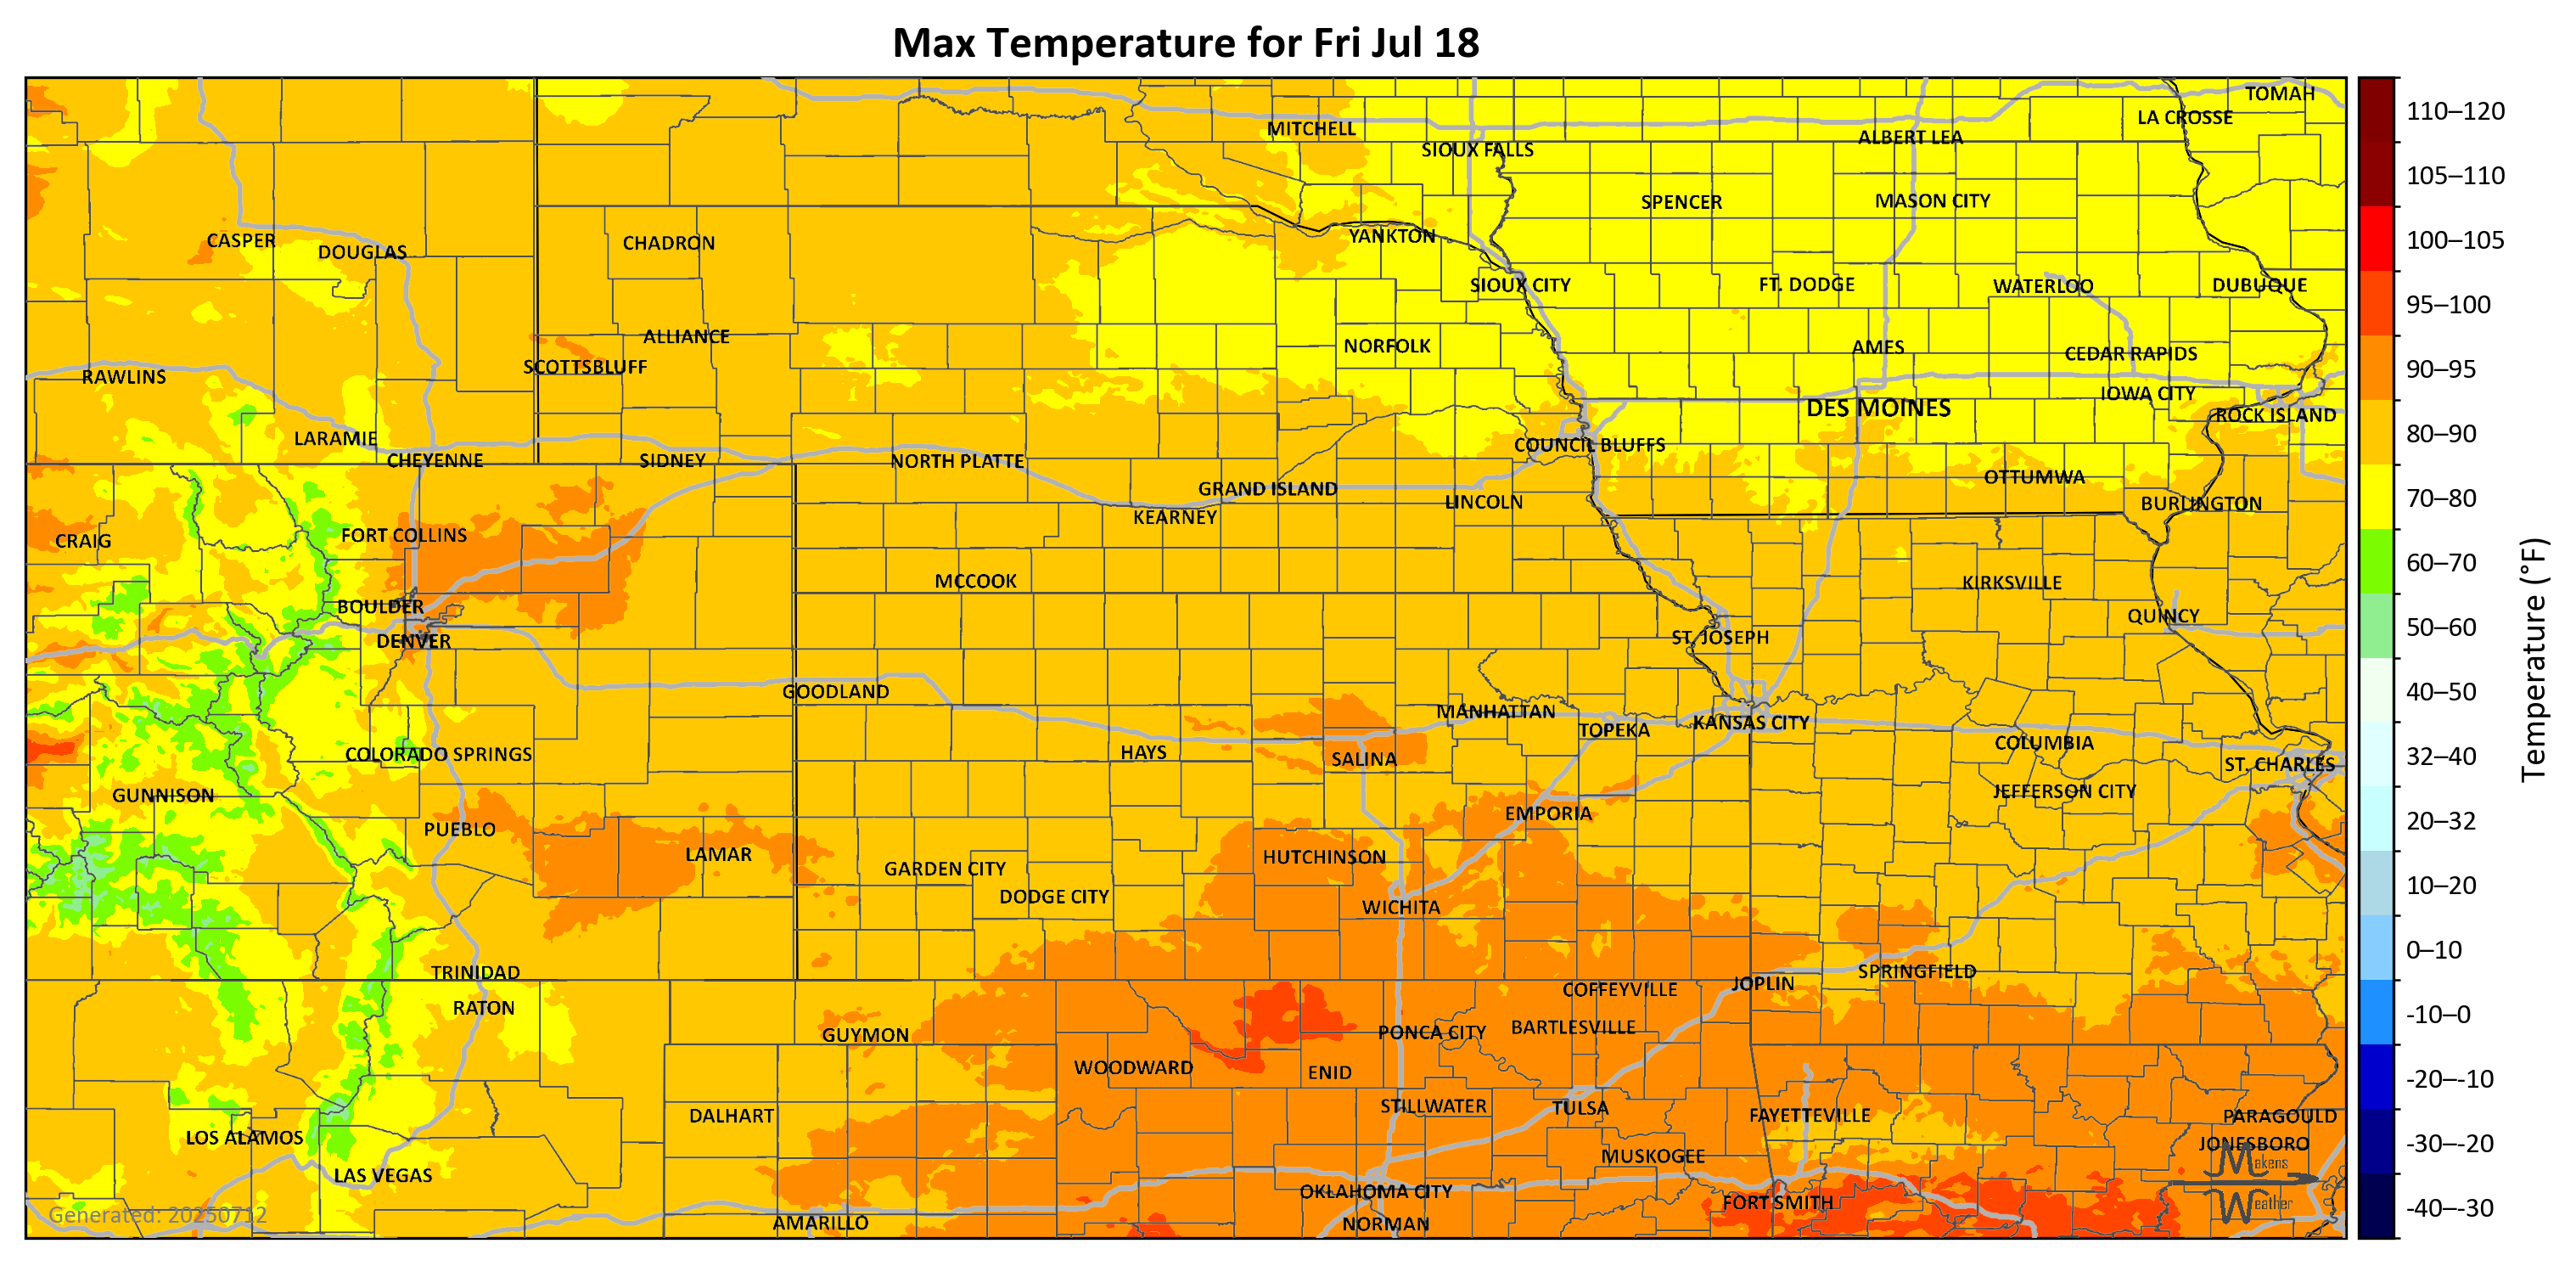 Max Temperature for Fri Jul 18
TOMAH
LA CROSSE
MITCHELL
ALBERT LEA
SIOUX FALLS
SPENCER
MASON CITY
CASPER
DOUGLAS
CHADRON
YANKTON
SIOUX CITY
FT. DODGE
WATERLOO
DUBUQUE
ALLIANCE
NORFOLK
AMES
CEDAR RAPIDS
SCOTTSBLUFF
RAWLINS
IOWA CITY
DES MOINES
ROCK ISLAND
LARAMIE
COUNCIL BLUFFS
CHEYENNE
SIDNEY
NORTH PLATTE
OTTUMWA
GRAND ISLAND
LINCOLN
BURLINGTON
KEARNEY
FORT COLLINS
CRAIG
MCCOOK
KIRKSVILLE
BOULDER
QUINCY
DENVER
ST. JOSEPH
GOODLAND
MANHATTAN
KANSAS CITY
TOPEKA
COLUMBIA
HAYS
COLORADO SPRINGS
SALINA
ST. CHARLES
GUNNISON
JEFFERSON CITY
EMPORIA
PUEBLO
LAMAR
HUTCHINSON
GARDEN CITY
DODGE CITY
WICHITA
TRINIDAD
SPRINGFIELD
JOPLIN
COFFEYVILLE
RATON
BARTLESVILLE
PONCA CITY
GUYMON
WOODWARD
ENID
STILLWATER
TULSA
DALHART
FAYETTEVILLE
PARAGOULD
LOS ALAMOS
JONESBORO
MUSKOGEE
LAS VEGAS
OKLAHOMA CITY
FORT SMITH
AMARILLO
NORMAN
Generated: 20250712
Makens
Weather
110–120
105–110
100–105
95–100
90–95
80–90
70–80
60–70
50–60
40–50
32–40
20–32
10–20
0–10
-10–0
-20–-10
-30–-20
-40–-30
Temperature (°F)